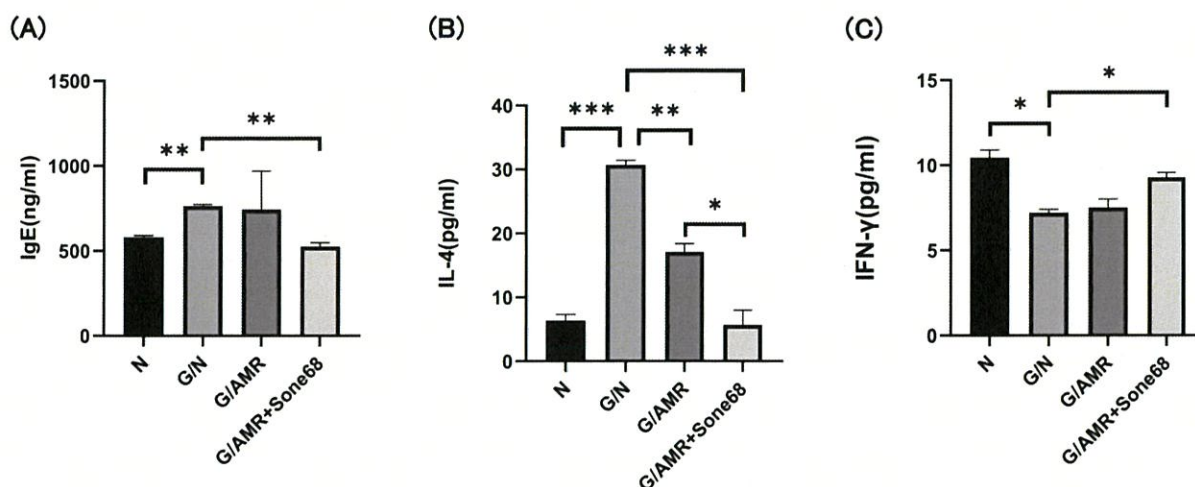 (A)
IgE(ng/ml)
1500
1000
500
0
**
**
N
G/N
G/AMR
G/AMR+Sone68
(B)
IL-4(pg/ml)
40
30
20
10
0
***
***
**
*
N
G/N
G/AMR
G/AMR+Sone68
(C)
IFN-γ(pg/ml)
15
10
5
0
*
*
N
G/N
G/AMR
G/AMR+Sone68